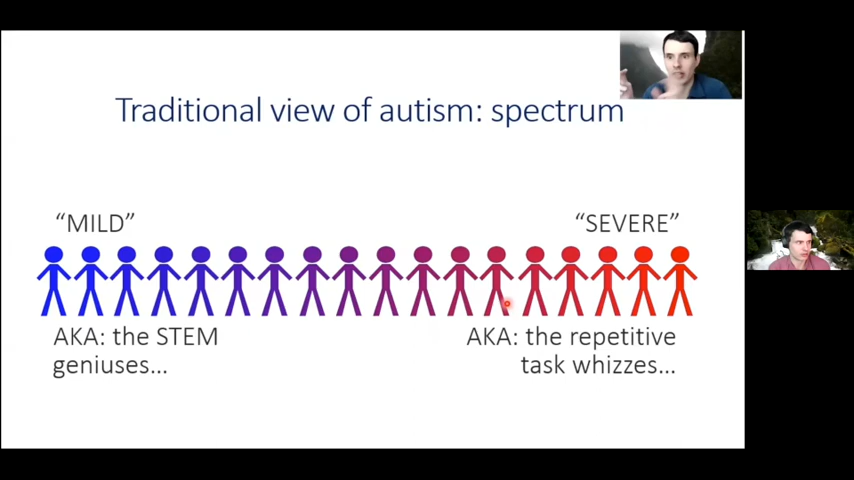 Traditional view of autism: spectrum
“MILD”
“SEVERE”
AKA: the STEM
geniuses...
AKA: the repetitive
task whizzes...